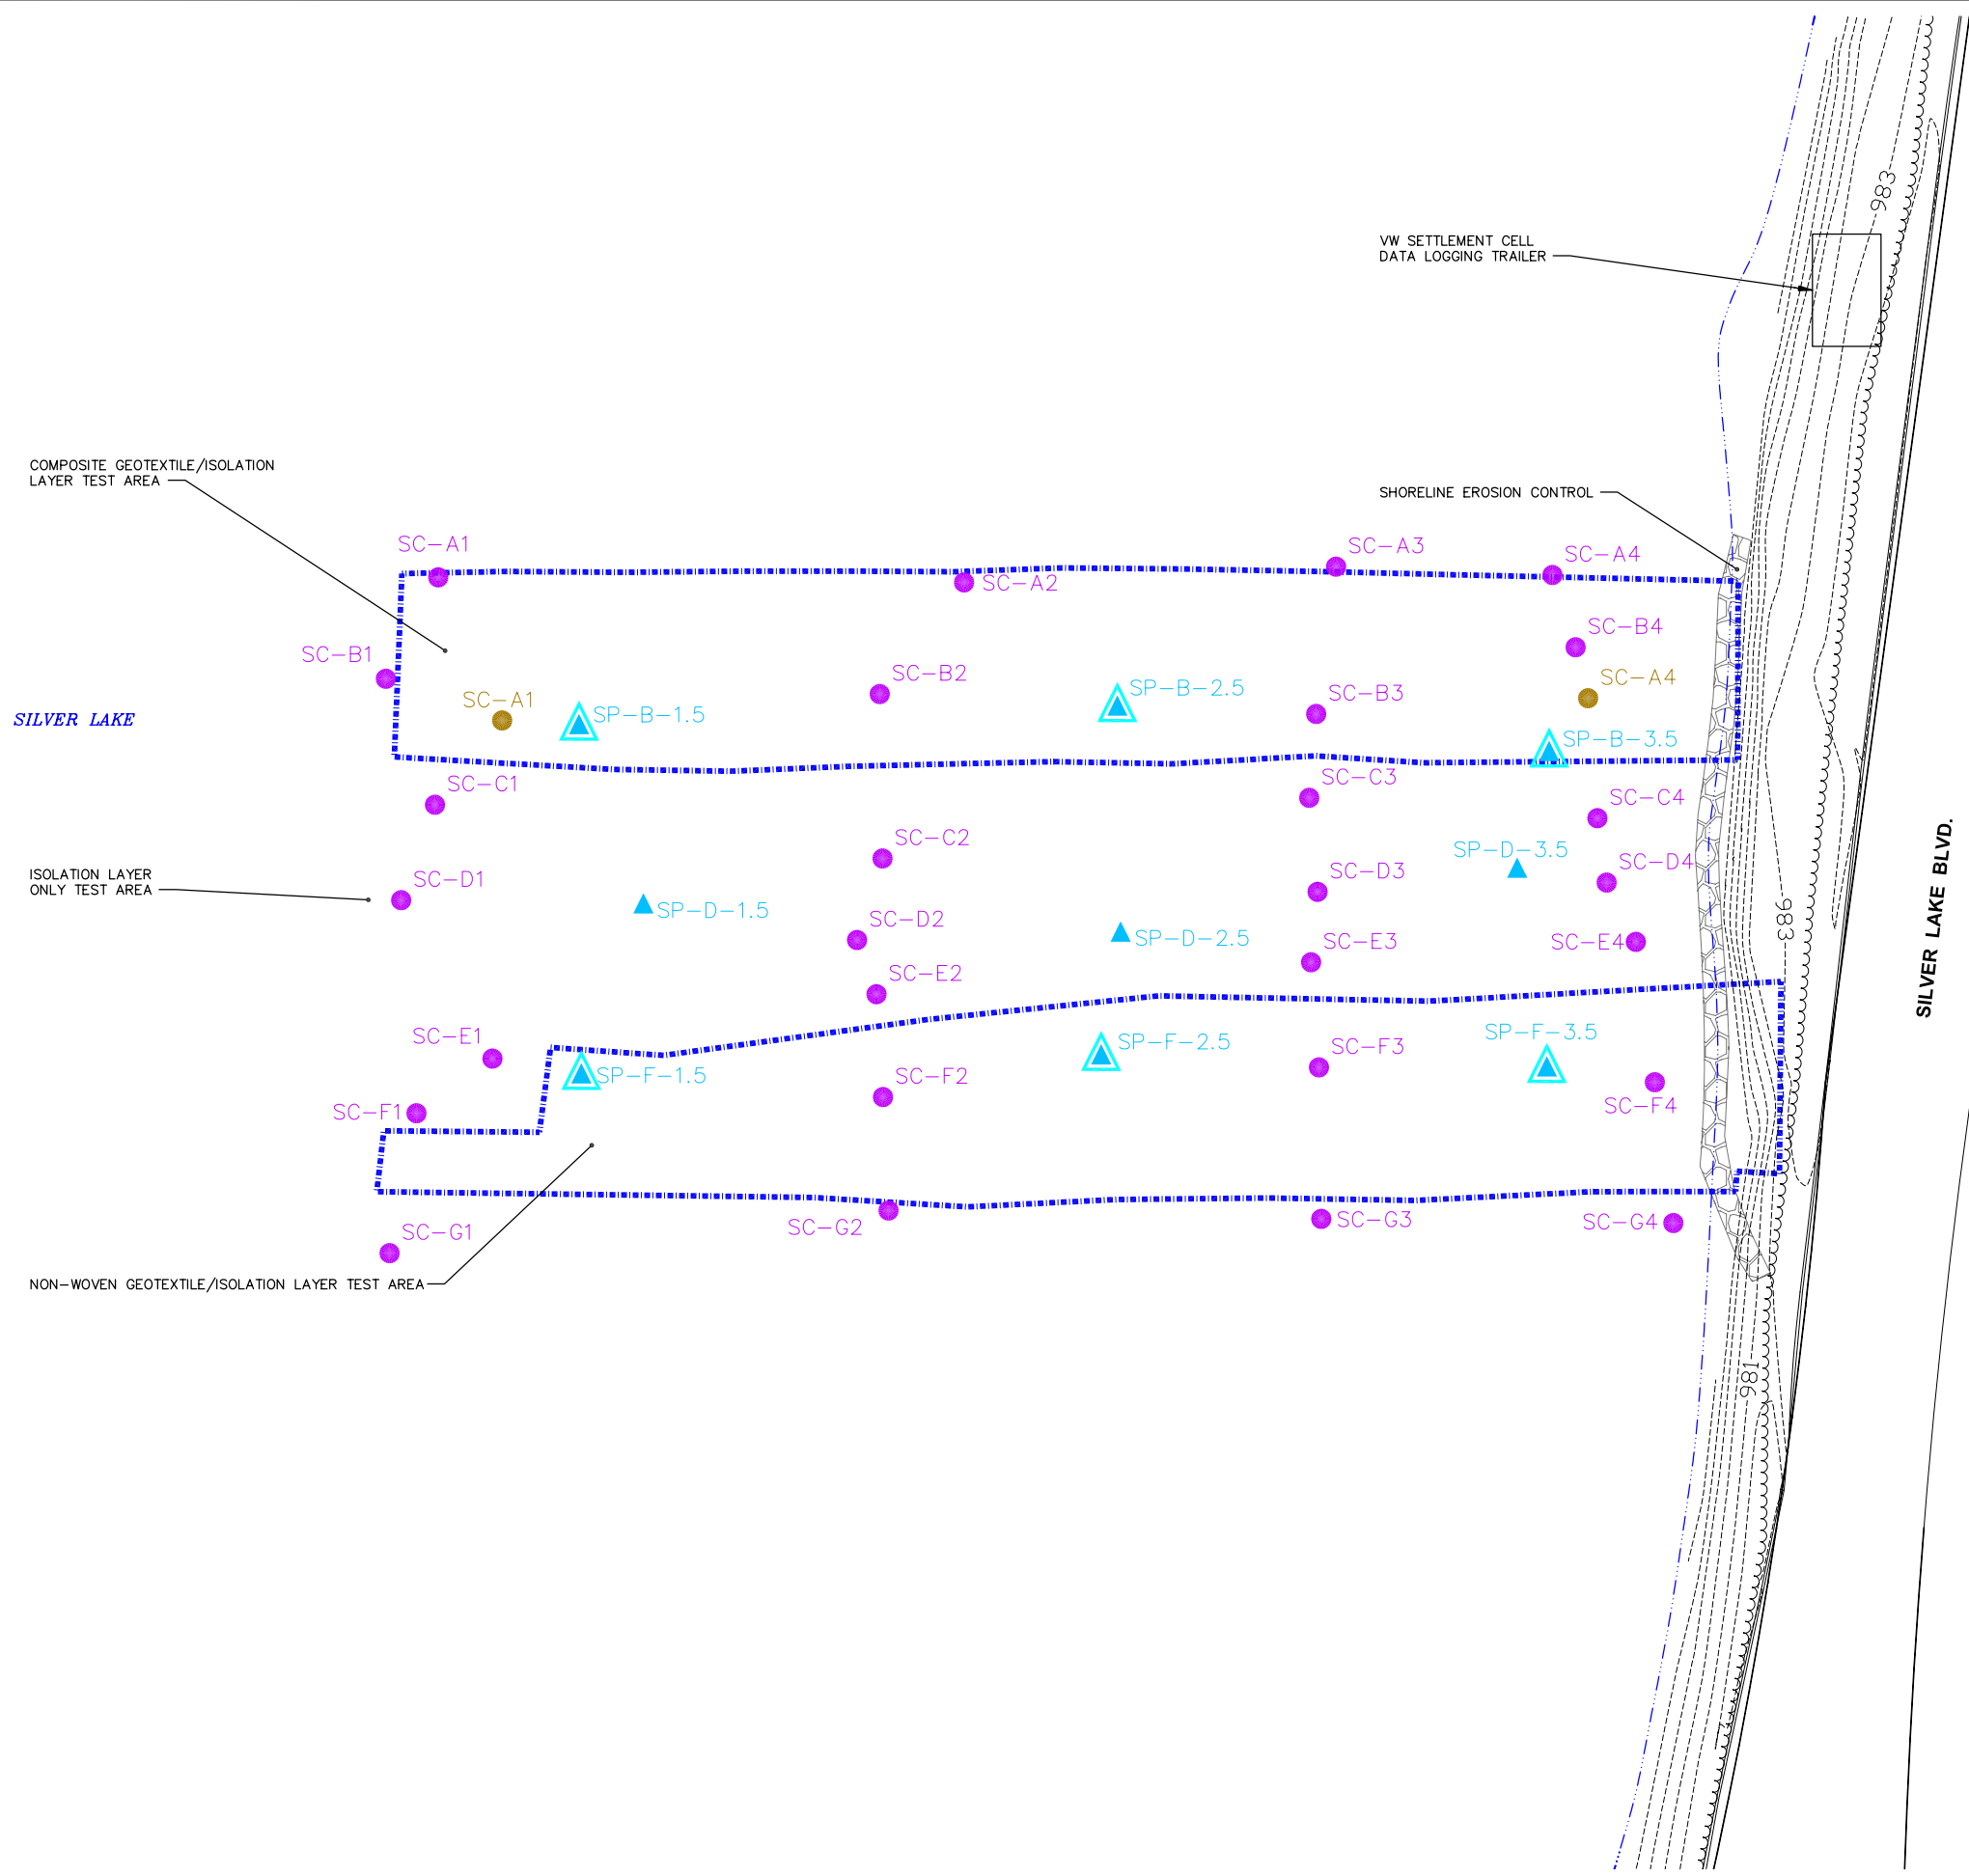 983
VW SETTLEMENT CELL
DATA LOGGING TRAILER
COMPOSITE GEOTEXTILE/ISOLATION
LAYER TEST AREA
SHORELINE EROSION CONTROL
SC-A1
SC-A2
SC-A3
SC-A4
SC-B1
SC-B2
SC-B3
SC-B4
SC-A1
SC-A4
SILVER LAKE
SP-B-1.5
SP-B-2.5
SP-B-3.5
SC-C1
SC-C2
SC-C3
SC-C4
ISOLATION LAYER
ONLY TEST AREA
SC-D1
SP-D-1.5
SC-D2
SP-D-2.5
SC-D3
SP-D-3.5
SC-D4
983
SILVER LAKE BLVD.
SC-E1
SC-E2
SC-E3
SC-E4
SP-F-1.5
SP-F-2.5
SP-F-3.5
SC-F1
SC-F2
SC-F3
SC-F4
SC-G1
SC-G2
SC-G3
SC-G4
NON-WOVEN GEOTEXTILE/ISOLATION LAYER TEST AREA
981